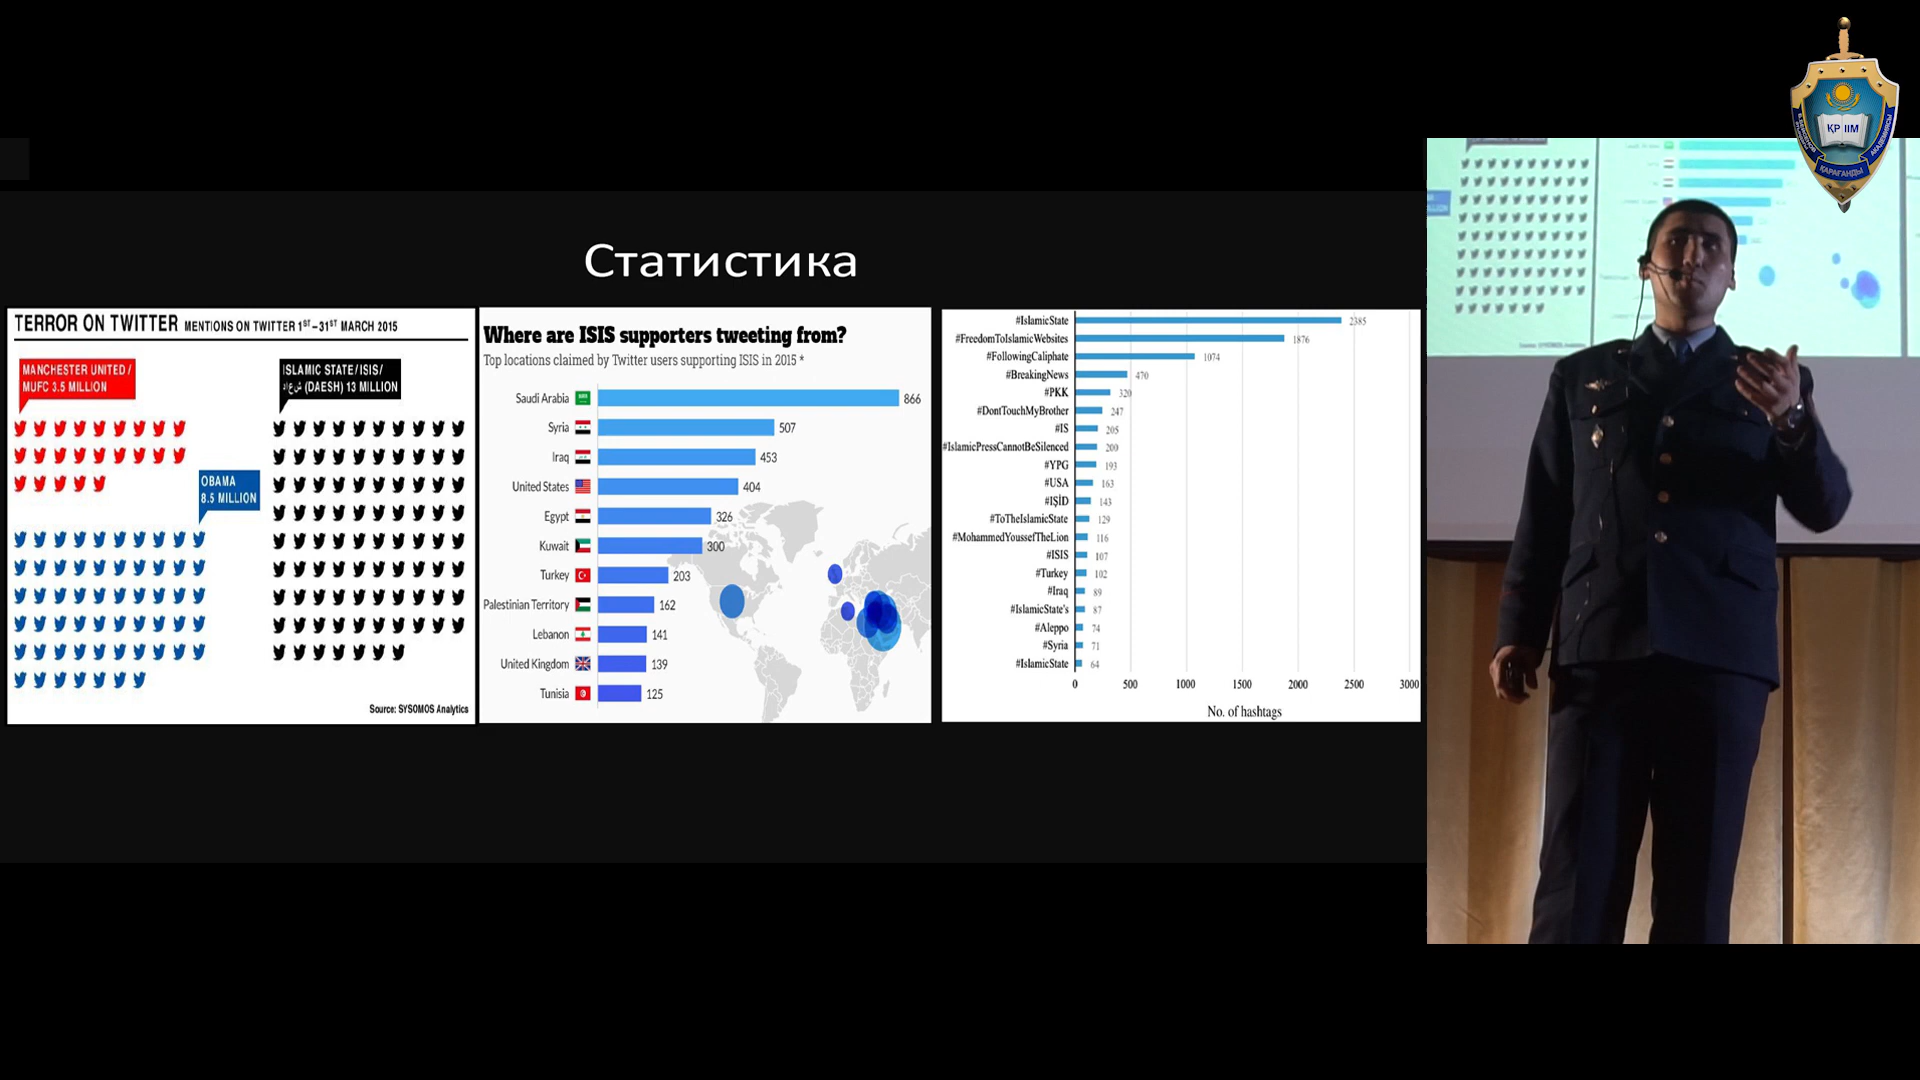 Статистика
TERROR ON TWITTER MENTIONS ON TWITTER 1ST – 31ST MARCH 2015
MANCHESTER UNITED /
MUFC 3.5 MILLION
ISLAMIC STATE/ISIS/
داعش (DAESH) 13 MILLION
OBAMA
8.5 MILLION
Source: SYSOMOS Analytics
Where are ISIS supporters tweeting from?
Top locations claimed by Twitter users supporting ISIS in 2015 *
Saudi Arabia 866
Syria 507
Iraq 453
United States 404
Egypt 326
Kuwait 300
Turkey 203
Palestinian Territory 162
Lebanon 141
United Kingdom 139
Tunisia 125
#IslamicState 2385
#FreedomToIslamicWebsites 1876
#FollowingCaliphate 1074
#BreakingNews 470
#PKK 320
#DontTouchMyBrother 247
#IS 205
#IslamicPressCannotBeSilenced 200
#YPG 193
#USA 163
#IŞİD 143
#ToTheIslamicState 129
#MohammedYoussefTheLion 116
#ISIS 107
#Turkey 102
#Iraq 89
#IslamicState's 87
#Aleppo 74
#Syria 71
#IslamicState 64
0 500 1000 1500 2000 2500 3000
No. of hashtags
ҚР ІІМ
ҚАРАҒАНДЫ